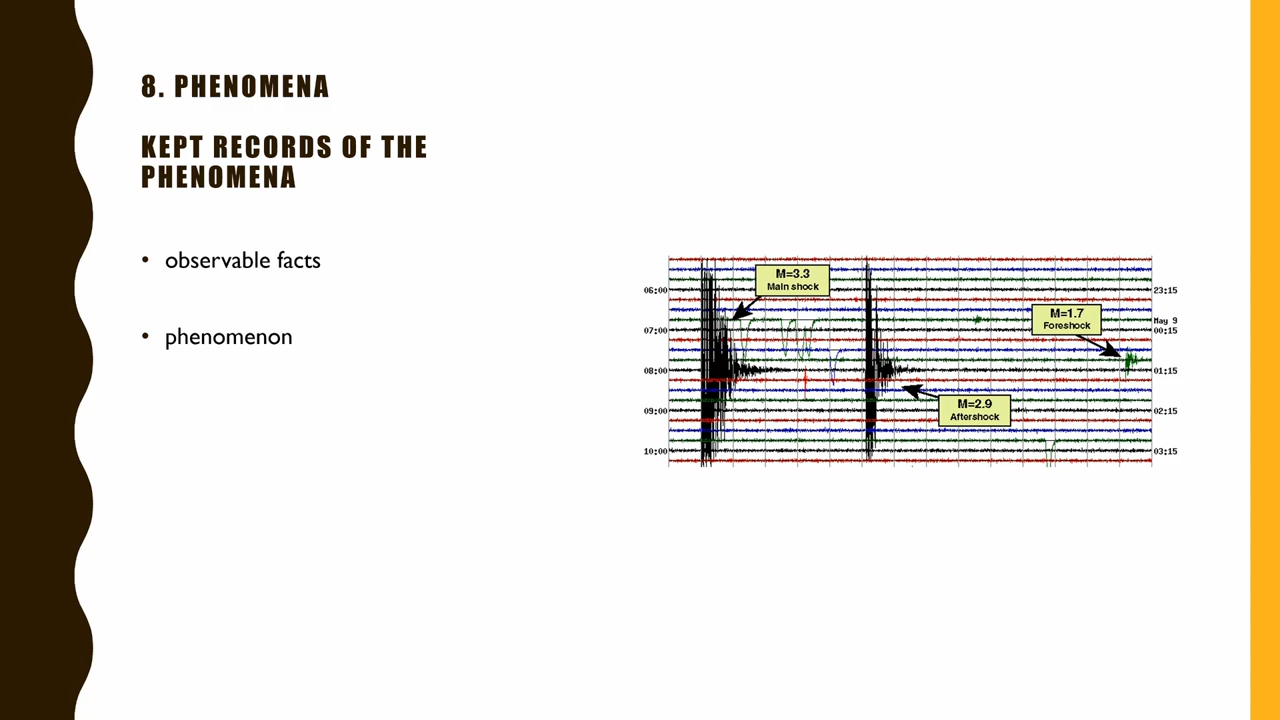 8. PHENOMENA
KEPT RECORDS OF THE
PHENOMENA
• observable facts
• phenomenon
M=3.3
Main shock
06:00
23:15
M=1.7
Foreshock
May 9
07:00
00:15
08:00
01:15
M=2.9
Aftershock
09:00
02:15
10:00
03:15